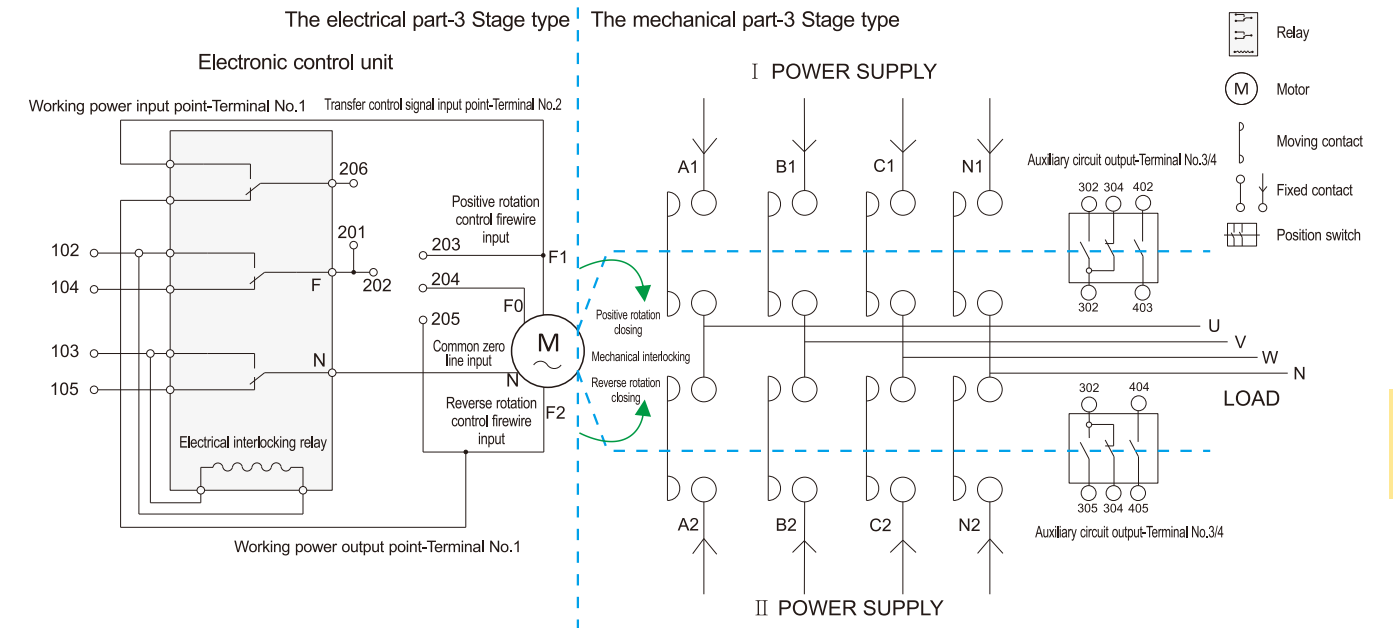 The electrical part-3 Stage type
The mechanical part-3 Stage type
Electronic control unit
Working power input point-Terminal No.1
Transfer control signal input point-Terminal No.2
206
201
F
202
102
104
103
105
N
Electrical interlocking relay
Working power output point-Terminal No.1
Positive rotation
control firewire
input
203
F1
204
F0
205
Common zero
line input
M
N
Reverse rotation
control firewire
input
F2
Positive rotation
closing
Mechanical interlocking
Reverse rotation
closing
I POWER SUPPLY
A1
B1
C1
N1
U
V
W
N
LOAD
A2
B2
C2
N2
II POWER SUPPLY
Auxiliary circuit output-Terminal No.3/4
302 304 402
302 403
302 404
305 304 405
Auxiliary circuit output-Terminal No.3/4
Relay
M
Motor
Moving contact
Fixed contact
Position switch